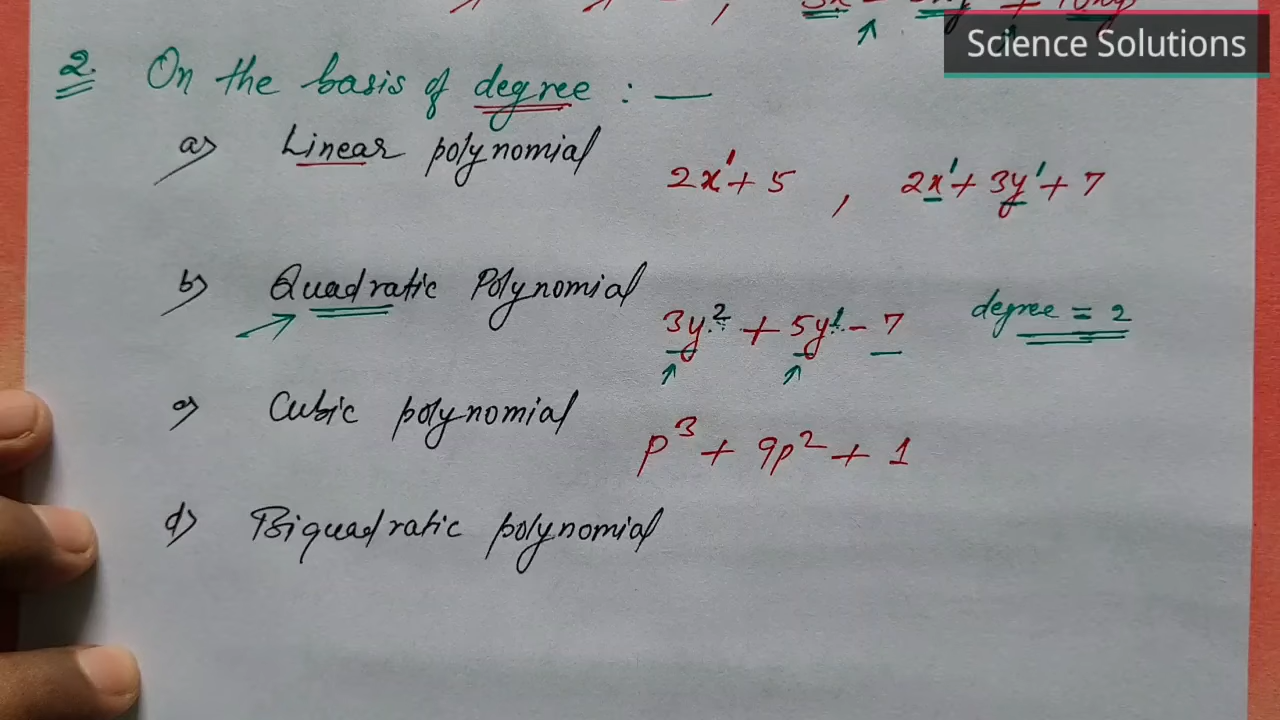 Science Solutions
2. On the basis of degree : —
a) Linear polynomial 2x¹ + 5 , 2x¹ + 3y¹ + 7
b) Quadratic Polynomial 3y² + 5y¹ - 7 degree = 2
c) Cubic polynomial p³ + 9p² + 1
d) Biquadratic polynomial